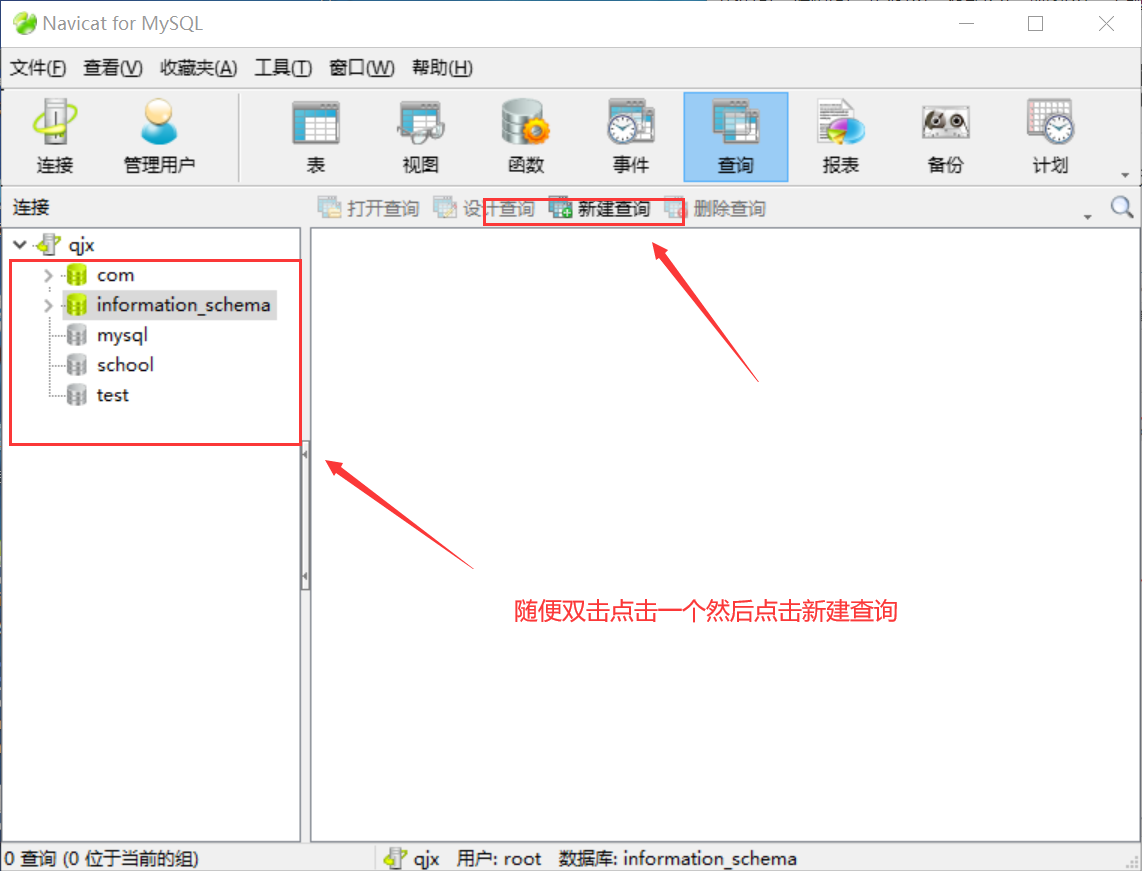 Navicat for MySQL
文件(F) 查看(V) 收藏夹(A) 工具(T) 窗口(W) 帮助(H)
连接 管理用户 表 视图 函数 事件 查询 报表 备份 计划
连接 打开查询 设计查询 新建查询 删除查询
qjx
com
information_schema
mysql
school
test
随便双击点击一个然后点击新建查询
0 查询 (0 位于当前的组) qjx 用户: root 数据库: information_schema